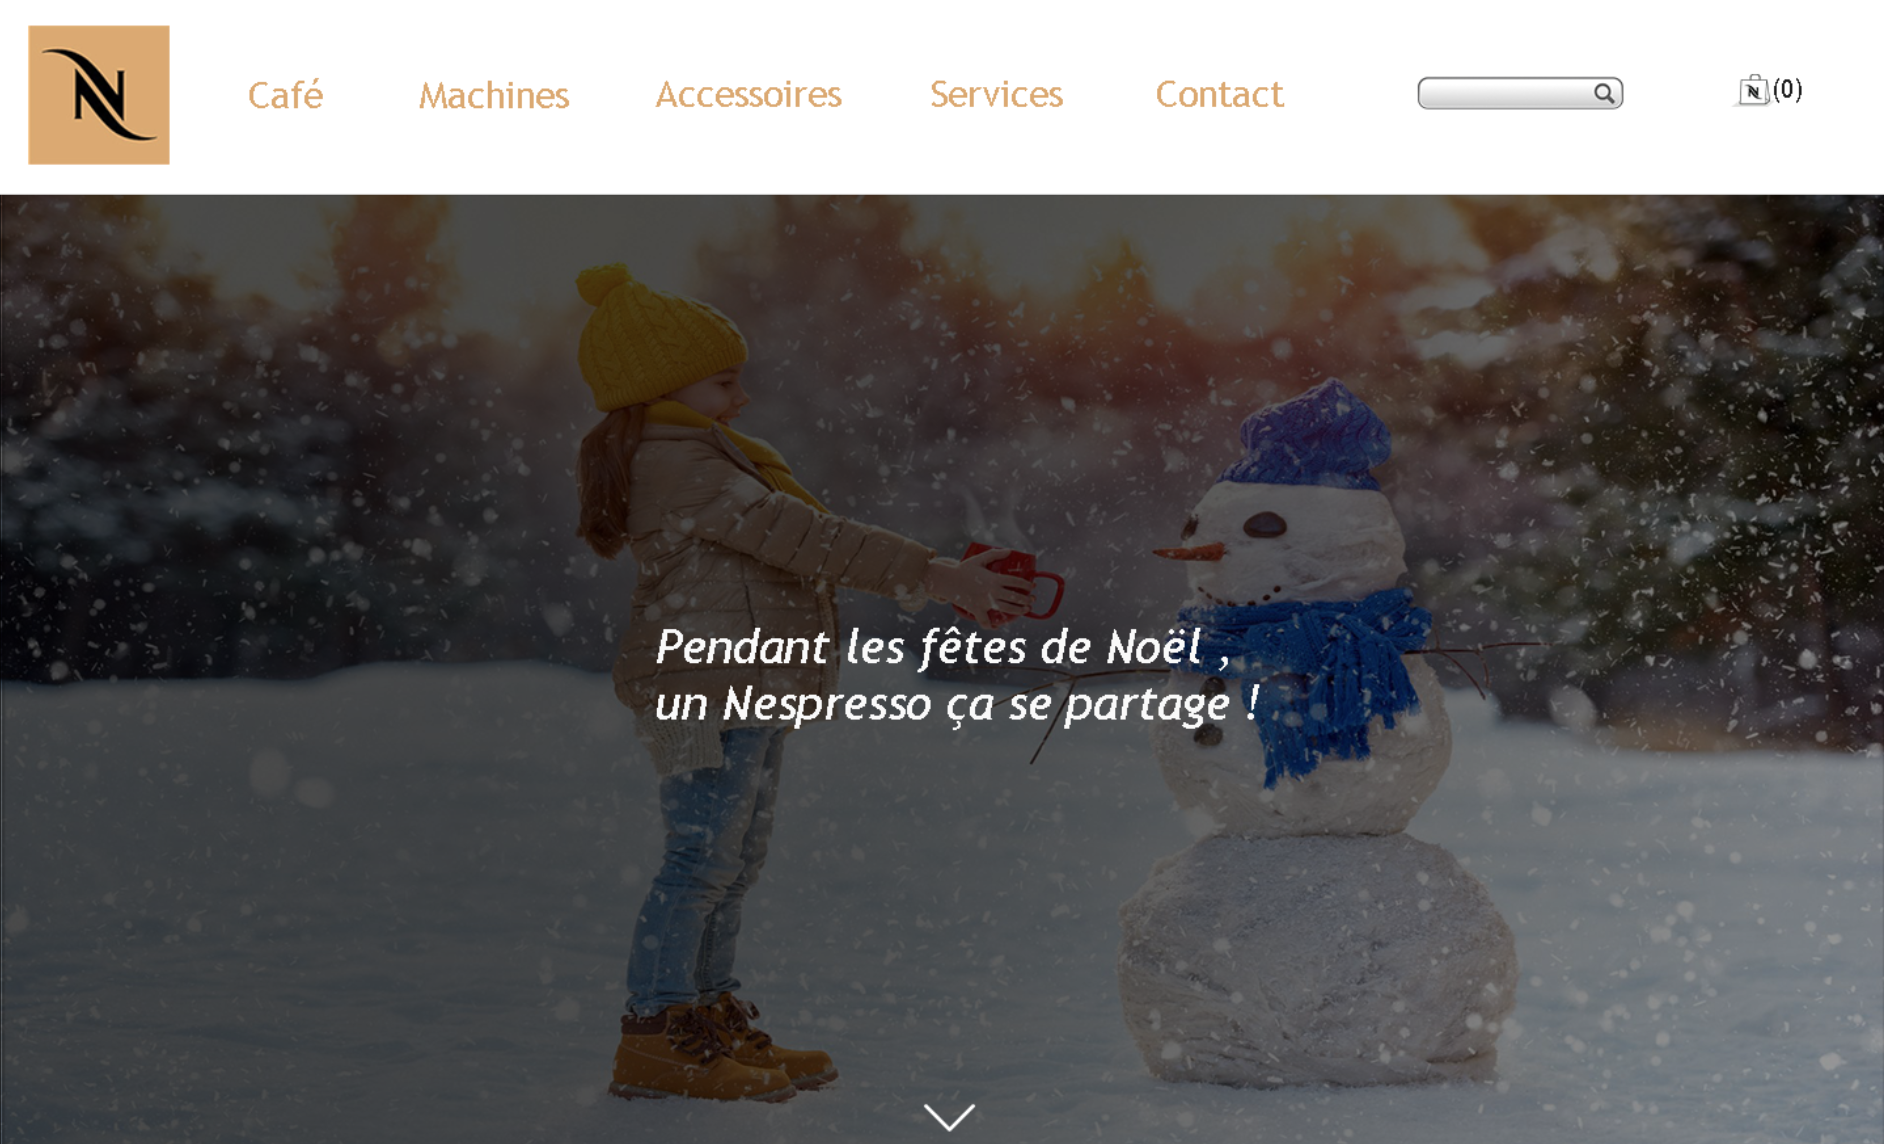 N
Café Machines Accessoires Services Contact
N (0)
Pendant les fêtes de Noël ,
un Nespresso ça se partage !